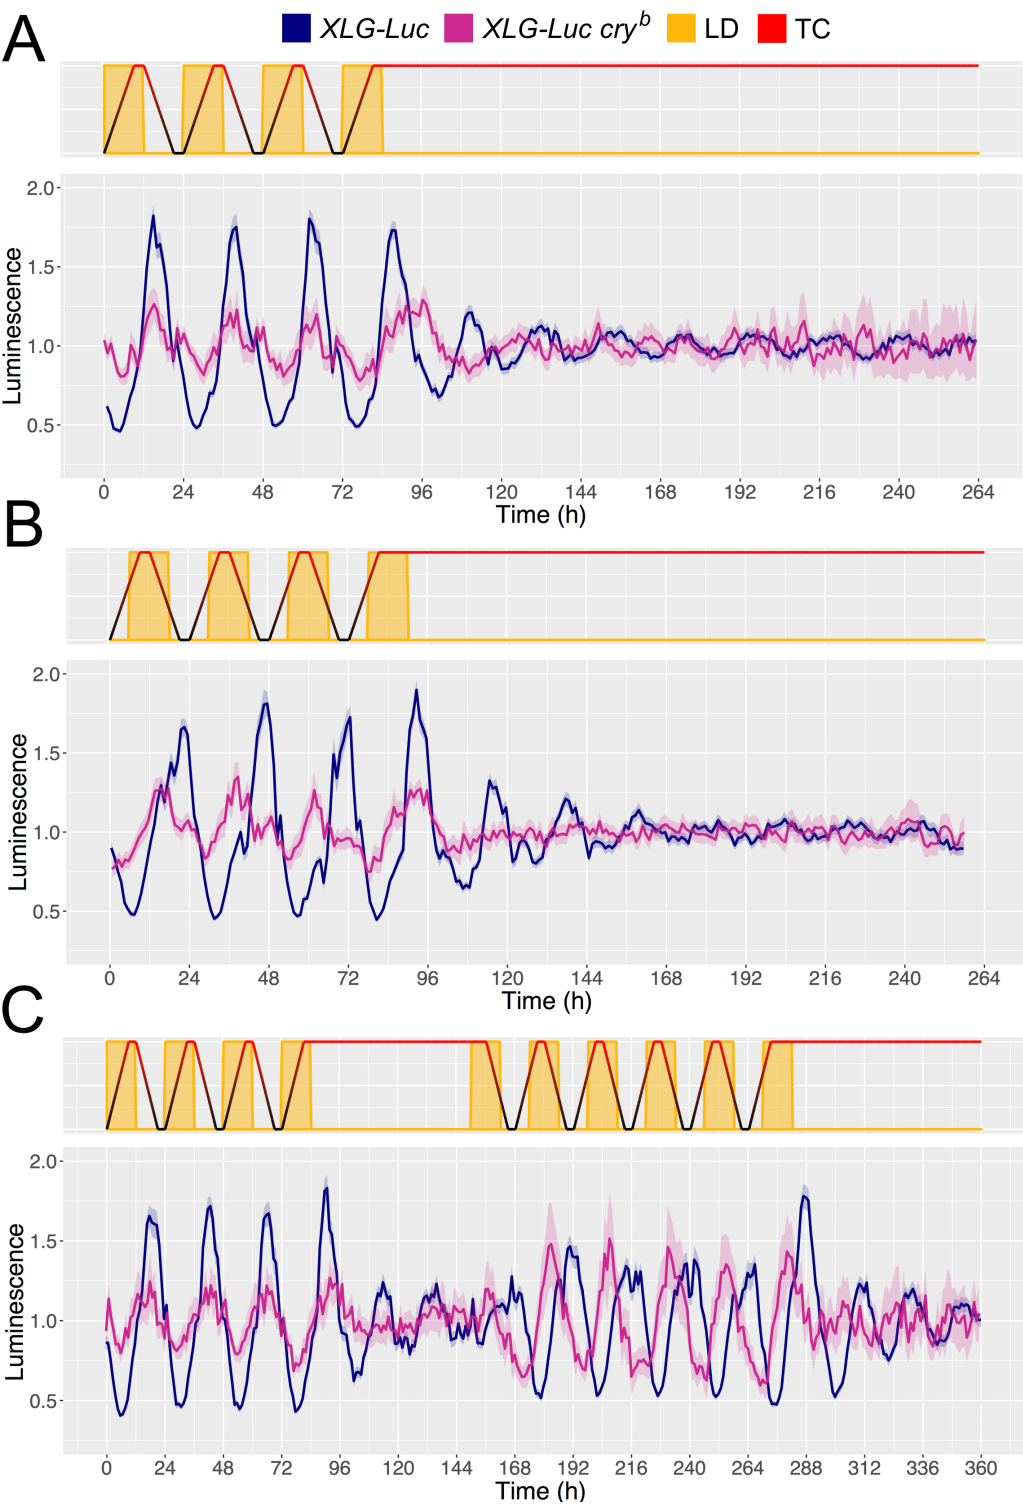 A
XLG-Luc XLG-Luc cryᵇ LD TC
2.0
1.5
1.0
0.5
Luminescence
0 24 48 72 96 120 144 168 192 216 240 264
Time (h)
B
2.0
1.5
1.0
0.5
Luminescence
0 24 48 72 96 120 144 168 192 216 240 264
Time (h)
C
2.0
1.5
1.0
0.5
Luminescence
0 24 48 72 96 120 144 168 192 216 240 264 288 312 336 360
Time (h)